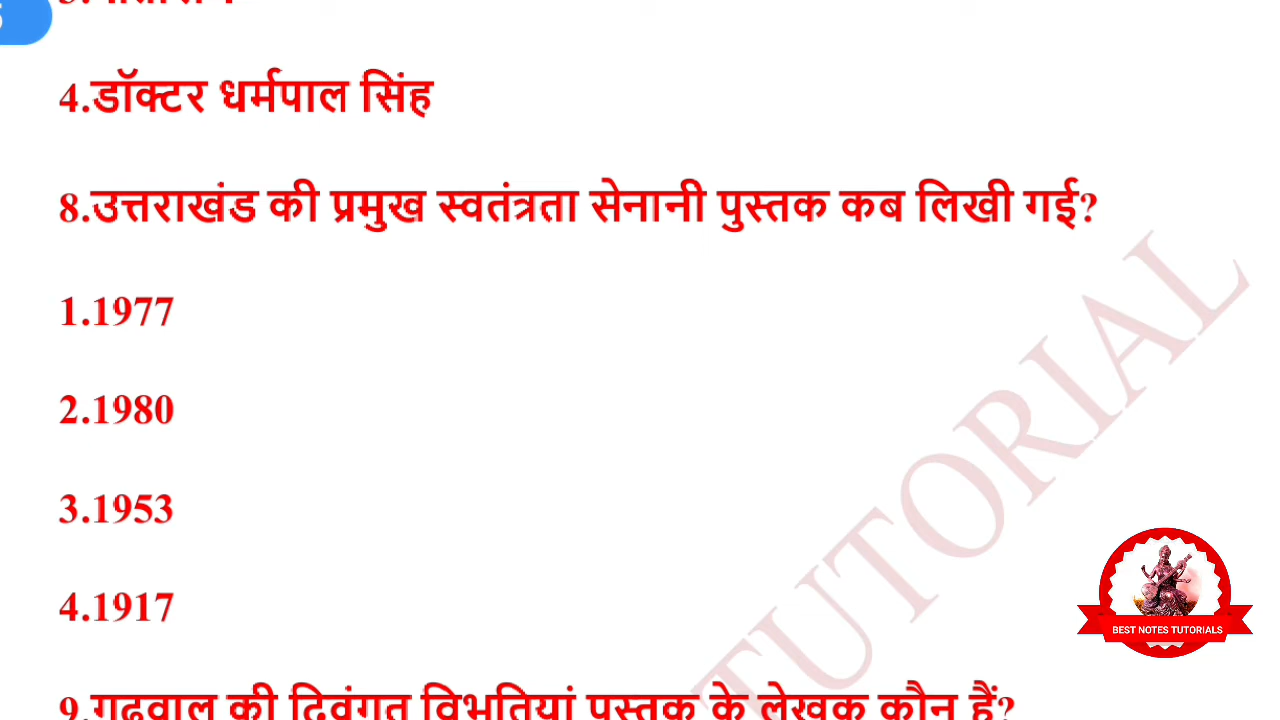 4.डॉक्टर धर्मपाल सिंह
8.उत्तराखंड की प्रमुख स्वतंत्रता सेनानी पुस्तक कब लिखी गई?
1.1977
2.1980
3.1953
4.1917
TUTORIAL
BEST NOTES TUTORIALS
9.गढ़वाल की दिवंगत विभूतियां पुस्तक के लेखक कौन हैं?